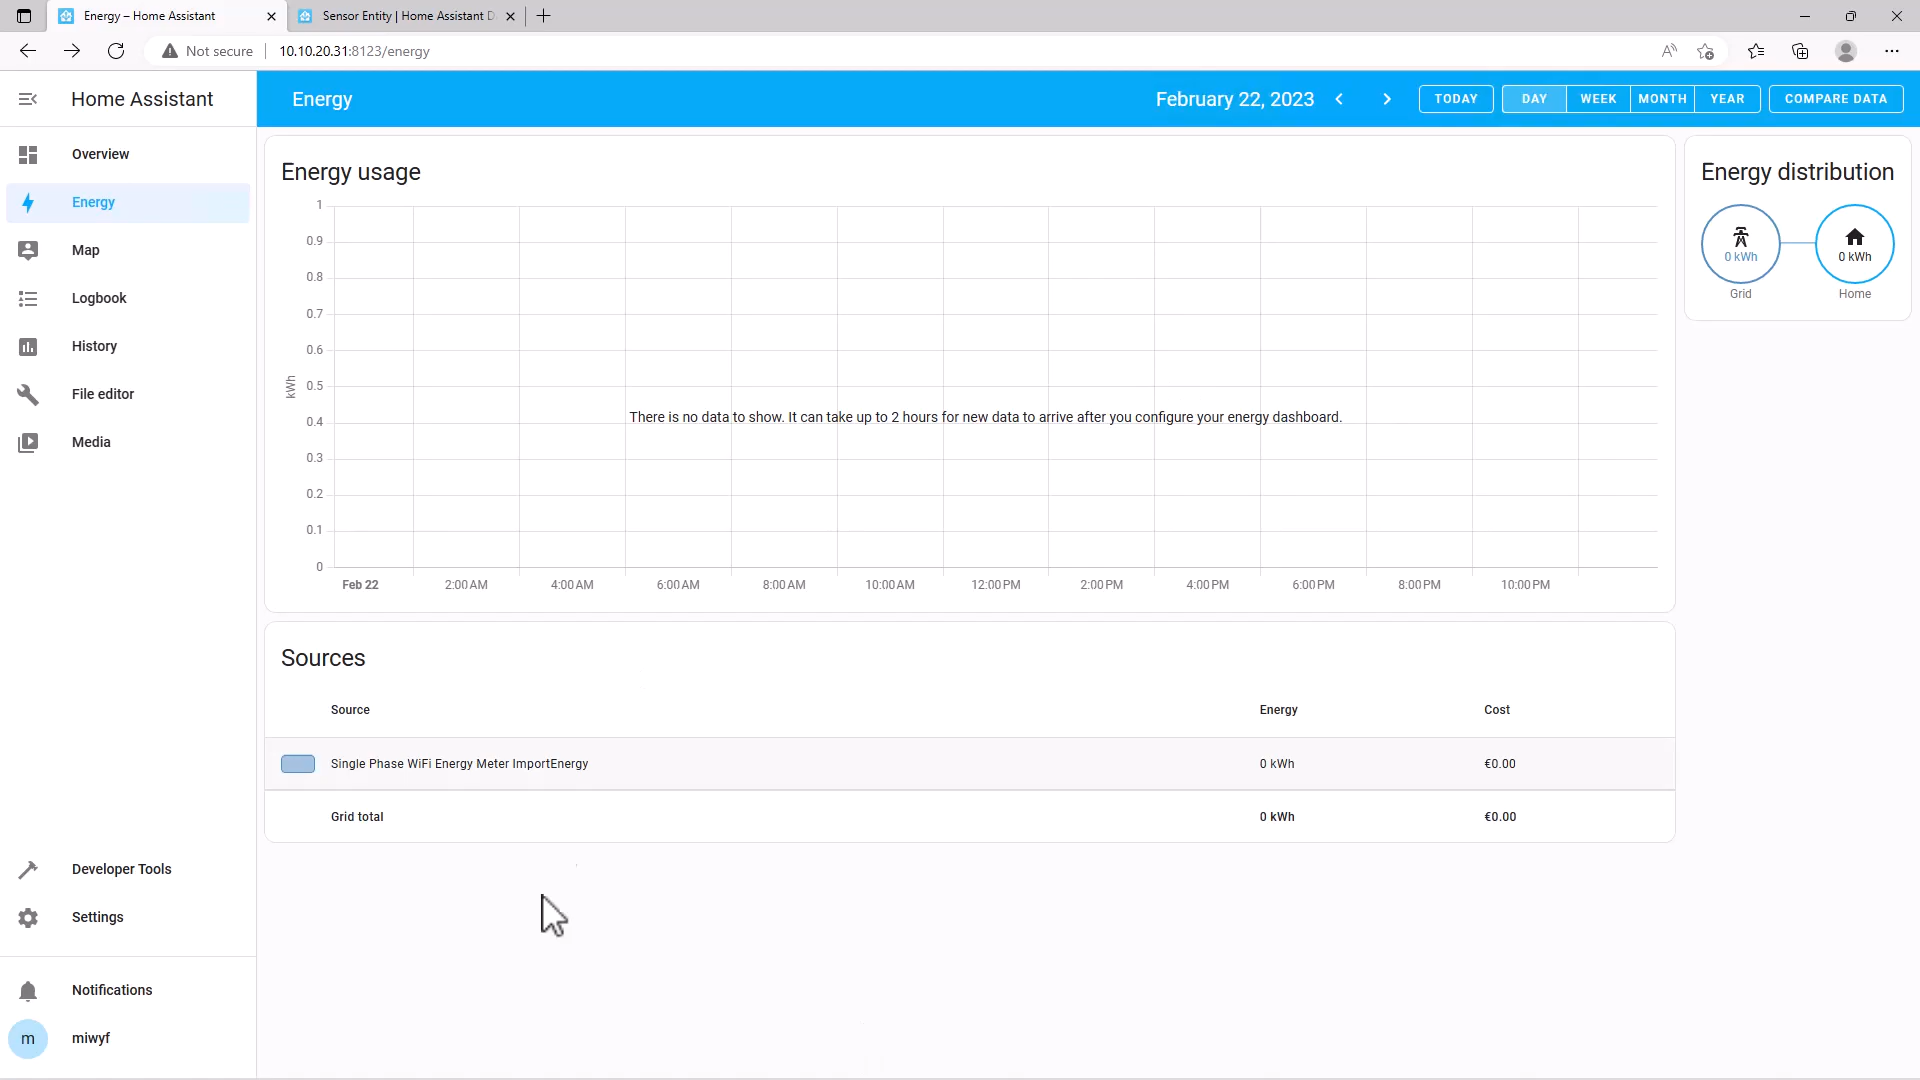 Energy – Home Assistant
Sensor Entity | Home Assistant D
Not secure
10.10.20.31:8123/energy
Home Assistant
Energy
February 22, 2023
TODAY
DAY
WEEK
MONTH
YEAR
COMPARE DATA
Overview
Energy
Map
Logbook
History
File editor
Media
Developer Tools
Settings
Notifications
m
miwyf
Energy usage
1
0.9
0.8
0.7
0.6
0.5
0.4
0.3
0.2
0.1
0
kWh
There is no data to show. It can take up to 2 hours for new data to arrive after you configure your energy dashboard.
Feb 22
2:00 AM
4:00 AM
6:00 AM
8:00 AM
10:00 AM
12:00 PM
2:00 PM
4:00 PM
6:00 PM
8:00 PM
10:00 PM
Energy distribution
0 kWh
Grid
0 kWh
Home
Sources
Source Energy Cost
Single Phase WiFi Energy Meter ImportEnergy 0 kWh €0.00
Grid total 0 kWh €0.00